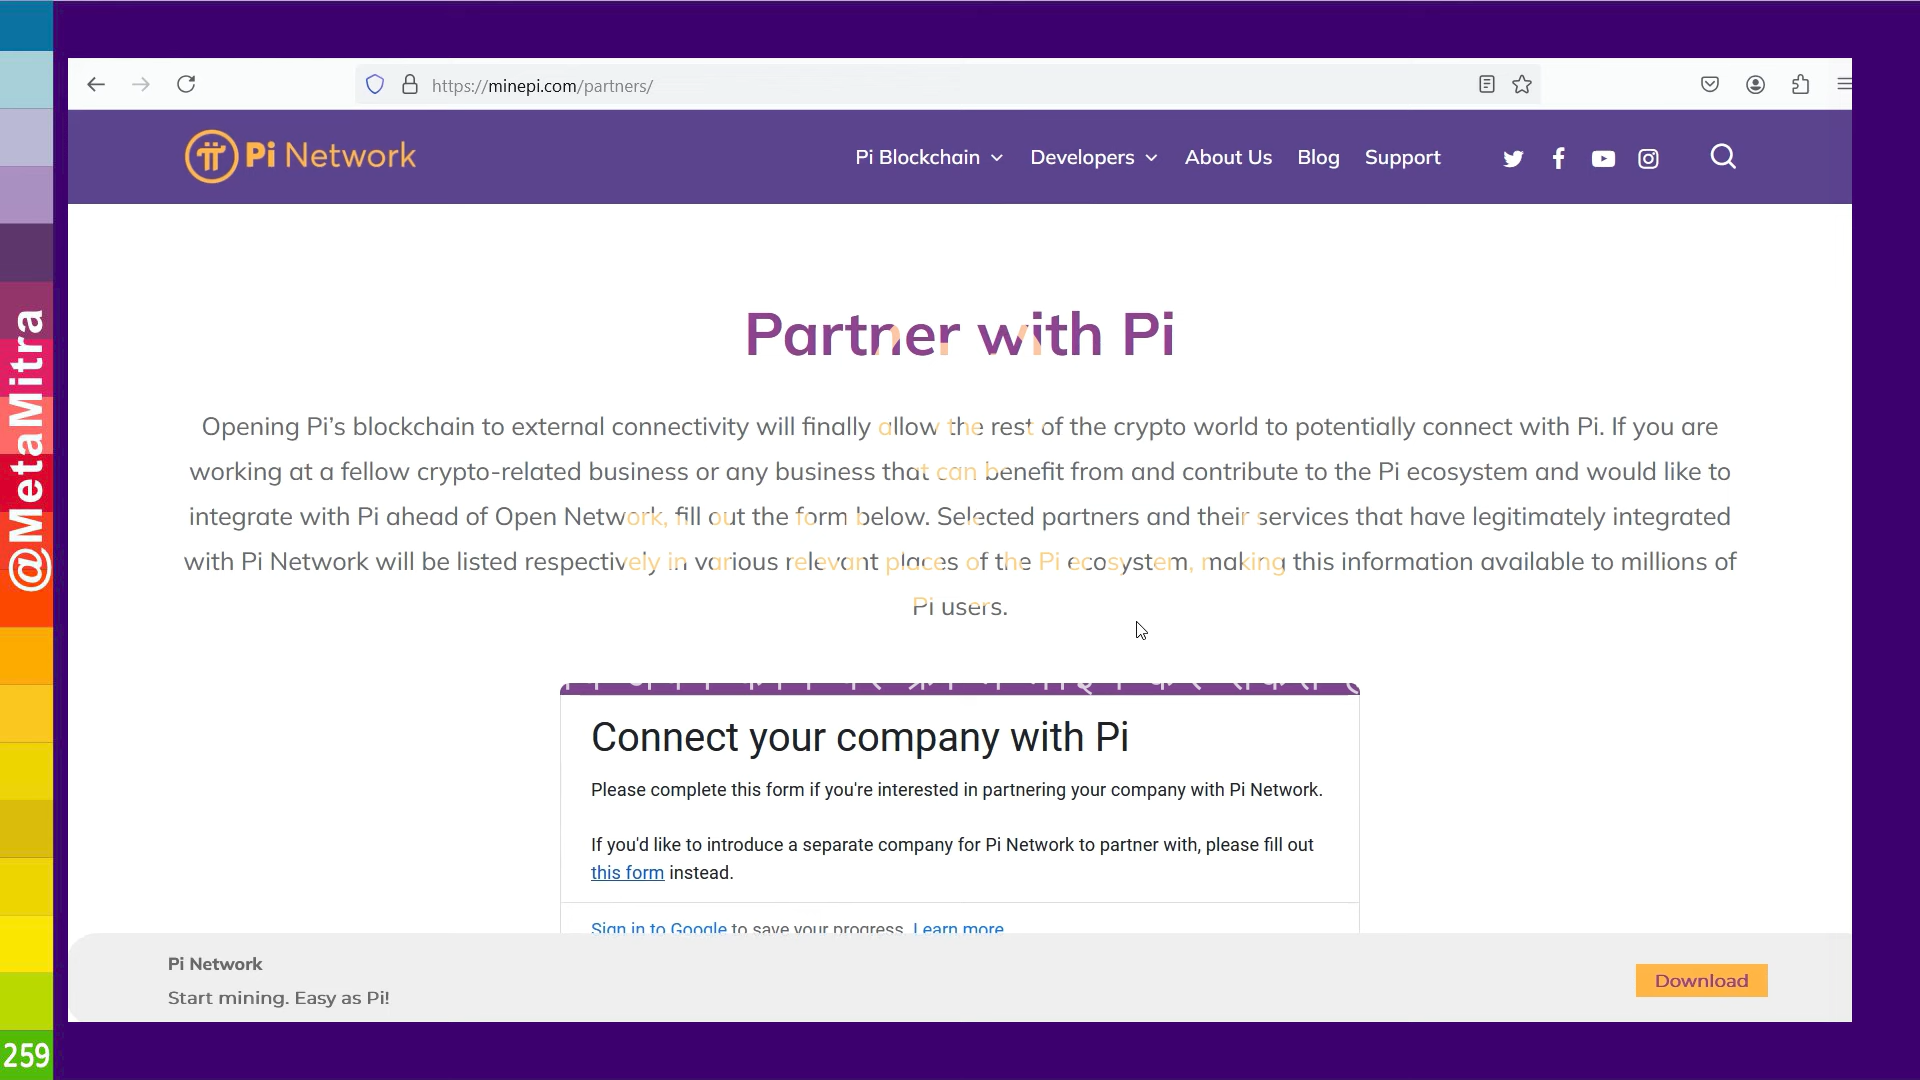 https://minepi.com/partners/
Pi Network
Pi Blockchain Developers About Us Blog Support
Partner with Pi
Opening Pi’s blockchain to external connectivity will finally allow the rest of the crypto world to potentially connect with Pi. If you are
working at a fellow crypto-related business or any business that can benefit from and contribute to the Pi ecosystem and would like to
integrate with Pi ahead of Open Network, fill out the form below. Selected partners and their services that have legitimately integrated
with Pi Network will be listed respectively in various relevant places of the Pi ecosystem, making this information available to millions of
Pi users.
Connect your company with Pi
Please complete this form if you're interested in partnering your company with Pi Network.
If you'd like to introduce a separate company for Pi Network to partner with, please fill out
this form instead.
Sign in to Google to save your progress. Learn more
Pi Network
Start mining. Easy as Pi!
Download
@MetaMitra
259